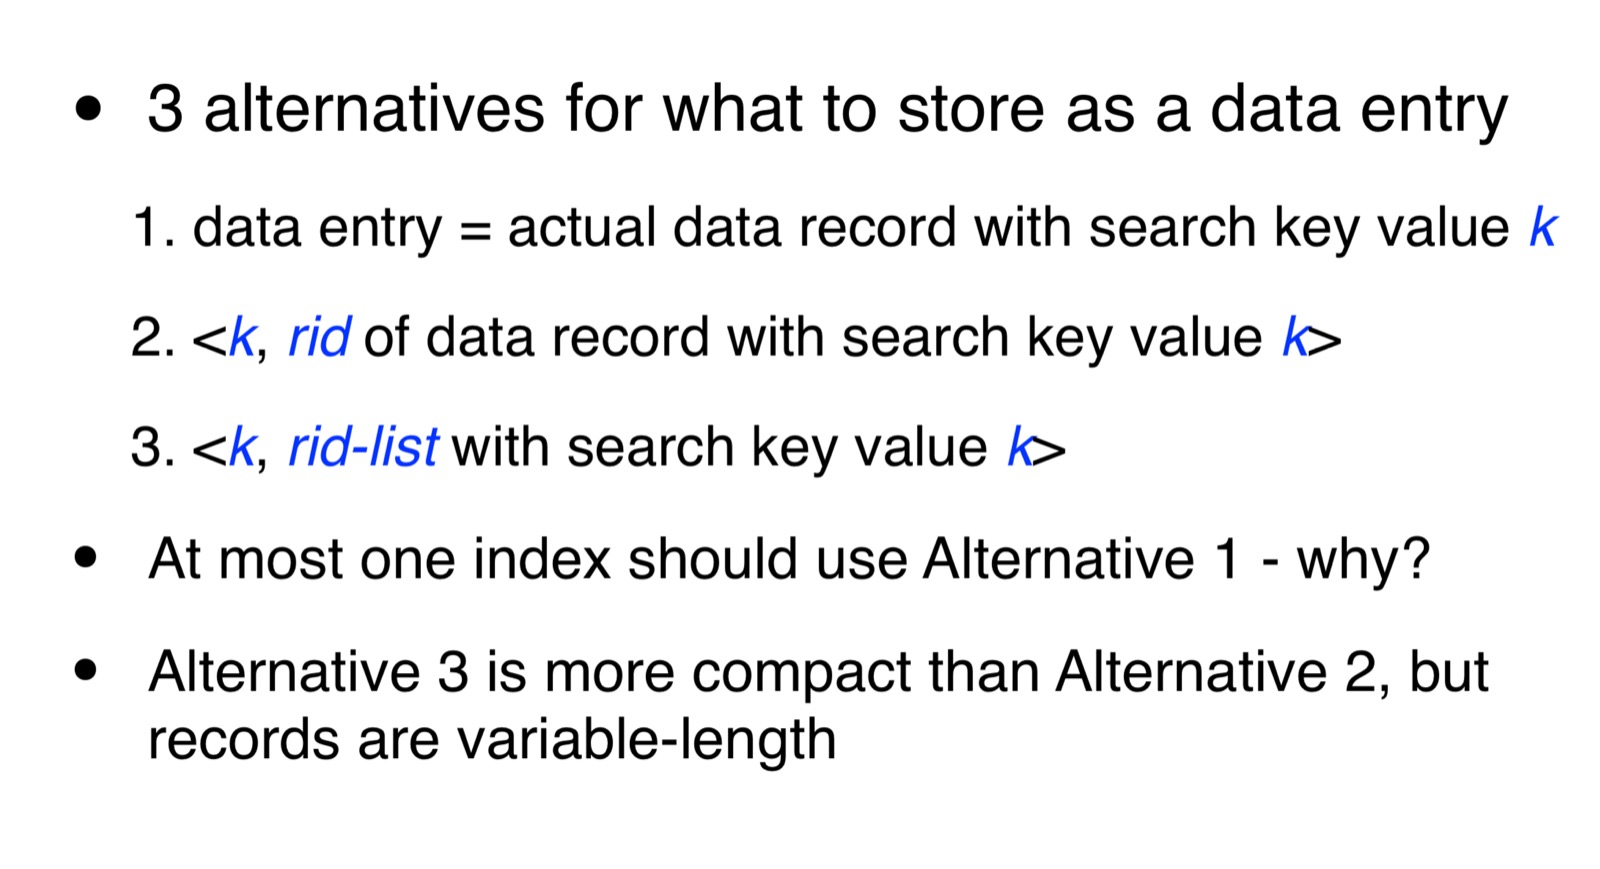 • 3 alternatives for what to store as a data entry
1. data entry = actual data record with search key value k
2. <k, rid of data record with search key value k>
3. <k, rid-list with search key value k>
• At most one index should use Alternative 1 - why?
• Alternative 3 is more compact than Alternative 2, but
records are variable-length